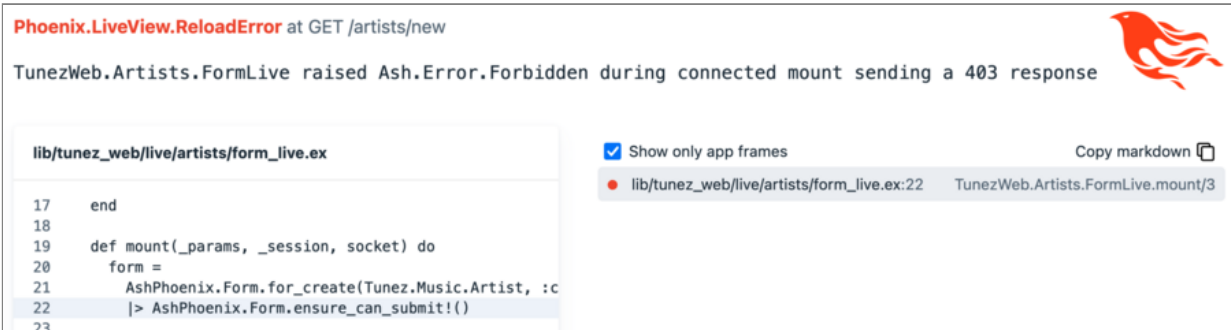 Phoenix.LiveView.ReloadError at GET /artists/new
TunezWeb.Artists.FormLive raised Ash.Error.Forbidden during connected mount sending a 403 response
lib/tunez_web/live/artists/form_live.ex
Show only app frames
Copy markdown
lib/tunez_web/live/artists/form_live.ex:22 TunezWeb.Artists.FormLive.mount/3
17 end
18
19 def mount(_params, _session, socket) do
20 form =
21 AshPhoenix.Form.for_create(Tunez.Music.Artist, :c
22 |> AshPhoenix.Form.ensure_can_submit!()
23